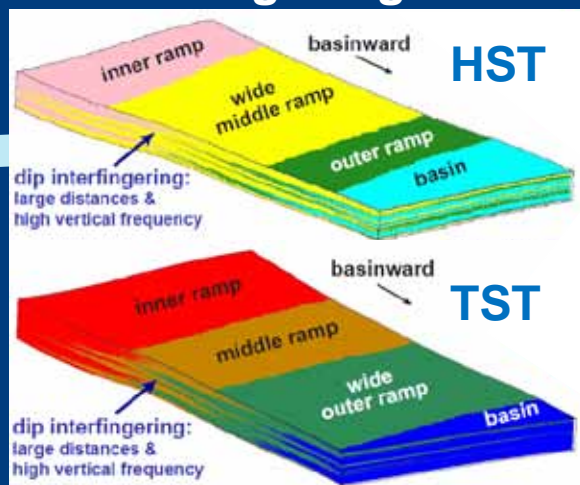 basinward
HST
inner ramp
wide
middle ramp
outer ramp
basin
dip interfingering:
large distances &
high vertical frequency
basinward
TST
inner ramp
middle ramp
wide
outer ramp
basin
dip interfingering:
large distances &
high vertical frequency